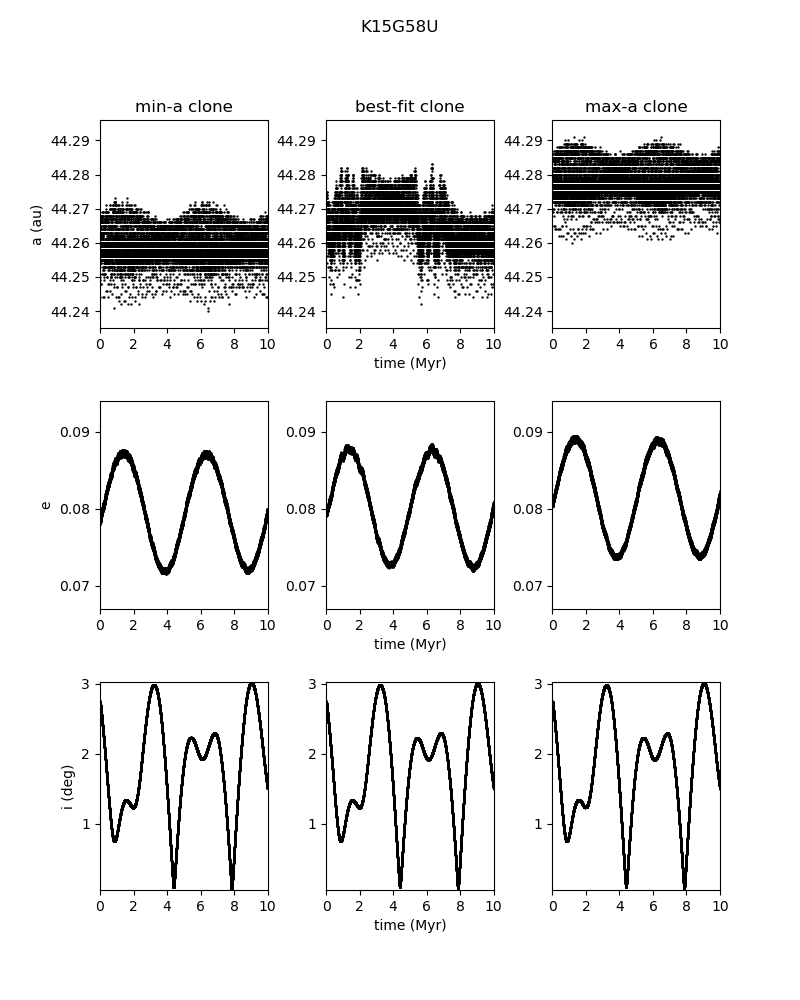 K15G58U
min-a clone best-fit clone max-a clone
44.29 44.29 44.29
44.28 44.28 44.28
44.27 44.27 44.27
44.26 44.26 44.26
44.25 44.25 44.25
44.24 44.24 44.24
a (au)
0 2 4 6 8 10 0 2 4 6 8 10 0 2 4 6 8 10
time (Myr)
0.09 0.09 0.09
0.08 0.08 0.08
0.07 0.07 0.07
e
0 2 4 6 8 10 0 2 4 6 8 10 0 2 4 6 8 10
time (Myr)
3 3 3
2 2 2
1 1 1
i (deg)
0 2 4 6 8 10 0 2 4 6 8 10 0 2 4 6 8 10
time (Myr)